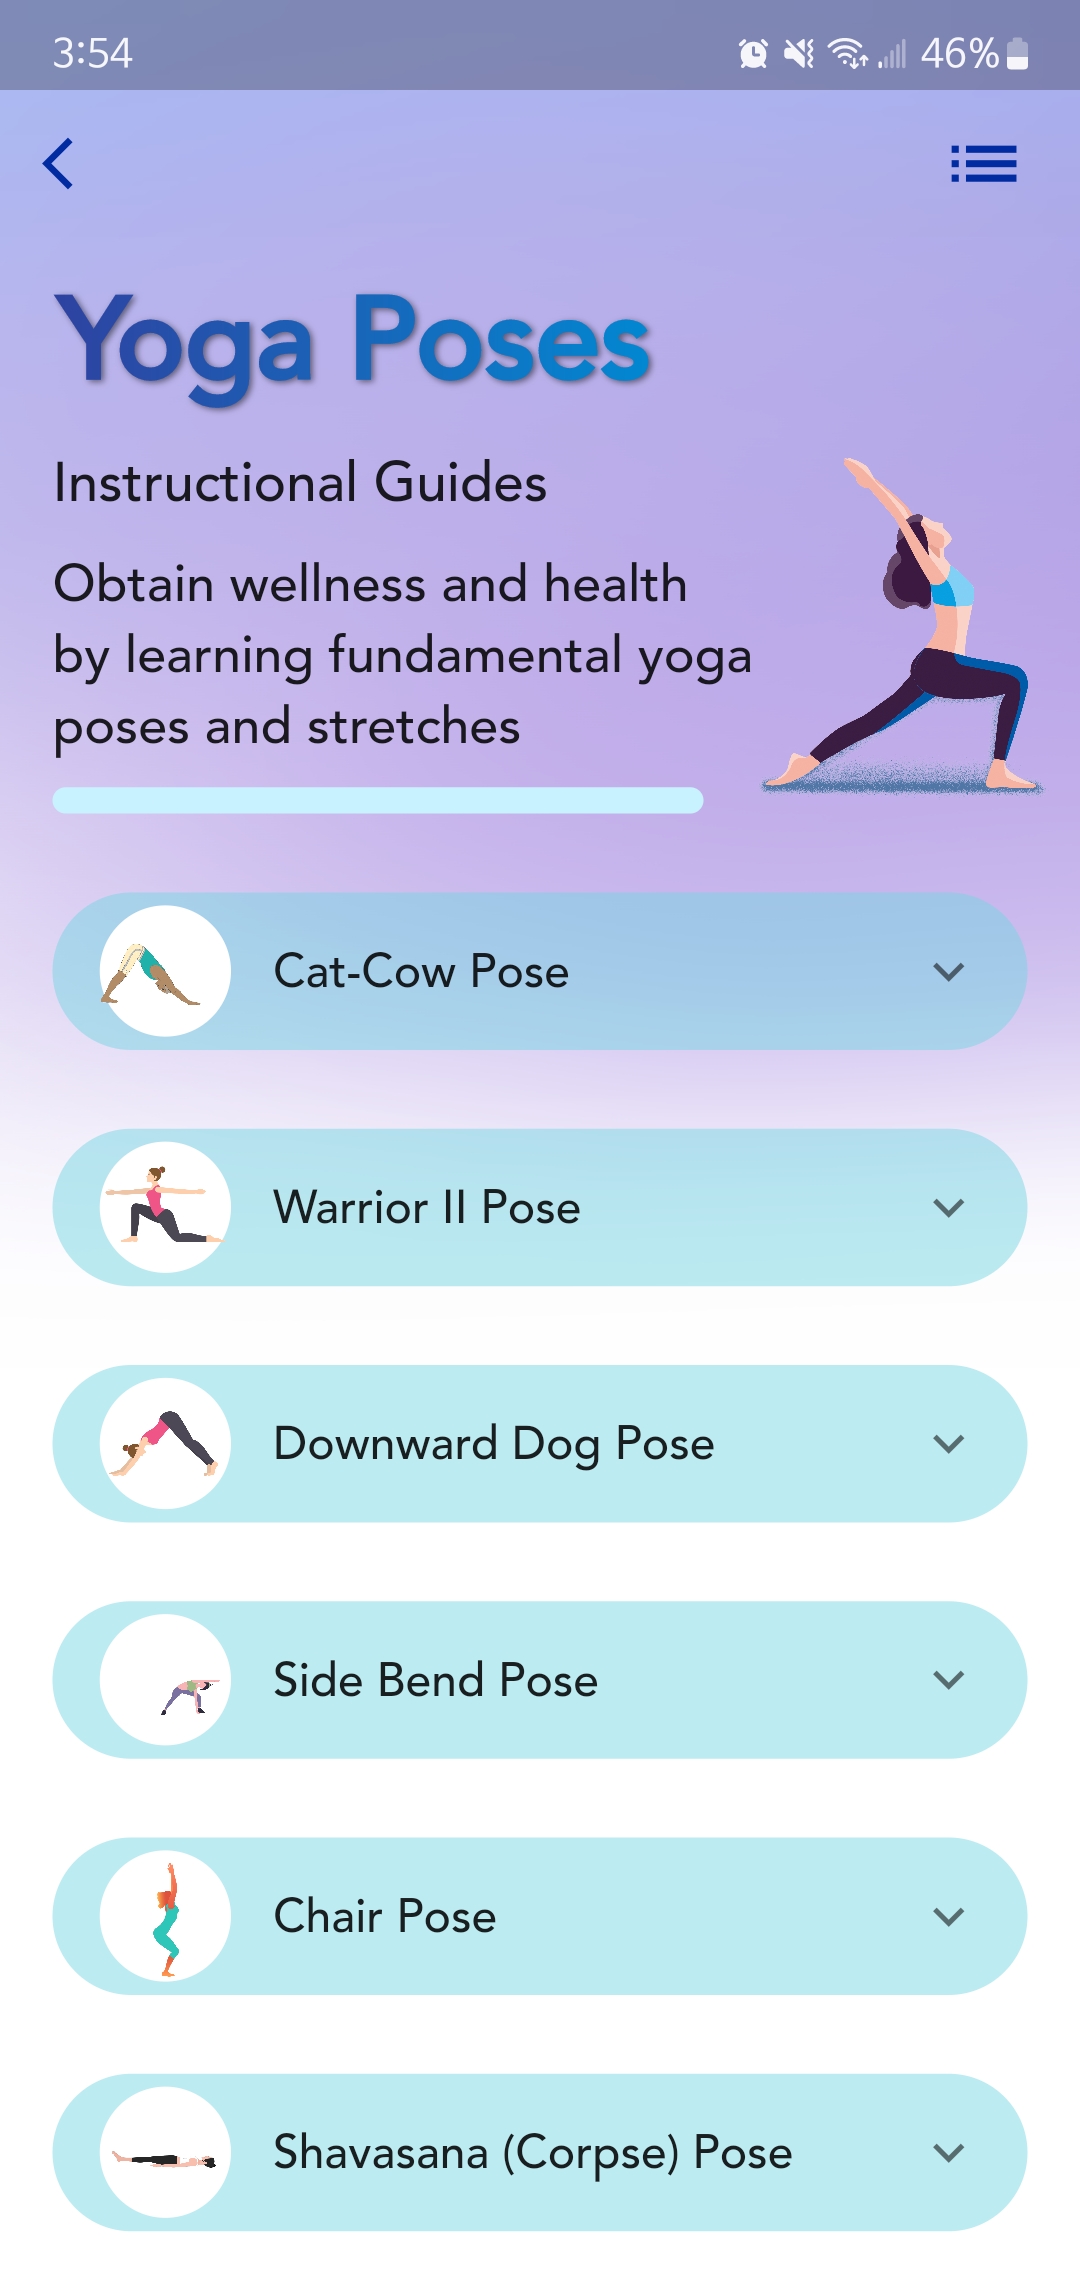 3:54
46%
Yoga Poses
Instructional Guides
Obtain wellness and health
by learning fundamental yoga
poses and stretches
Cat-Cow Pose
Warrior II Pose
Downward Dog Pose
Side Bend Pose
Chair Pose
Shavasana (Corpse) Pose